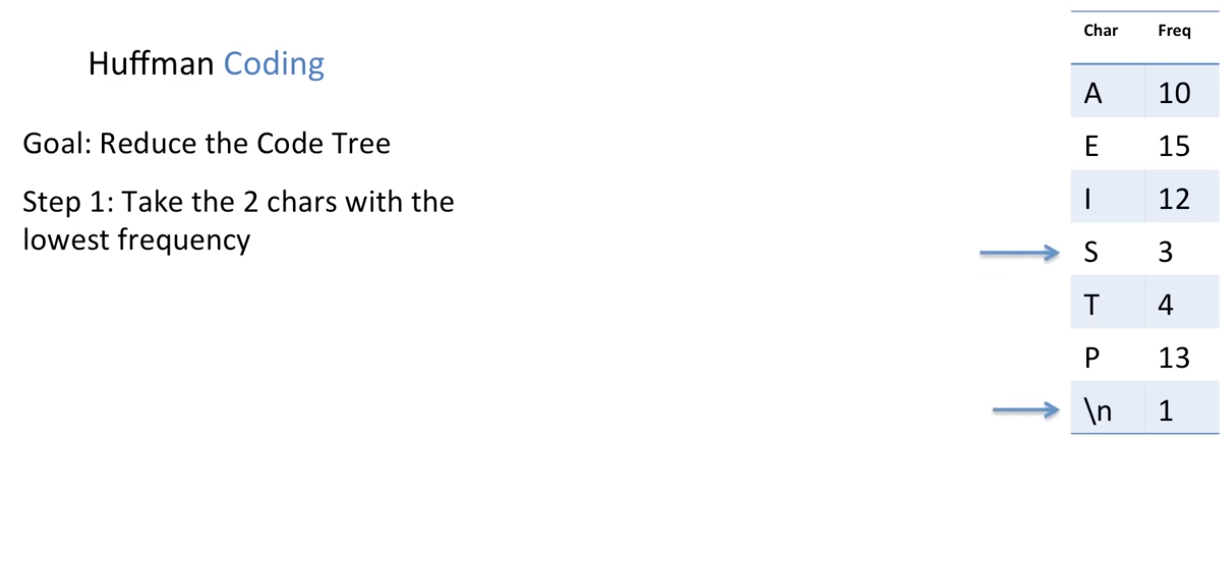 Huffman Coding
Goal: Reduce the Code Tree
Step 1: Take the 2 chars with the
lowest frequency
Char Freq
A 10
E 15
I 12
S 3
T 4
P 13
\n 1